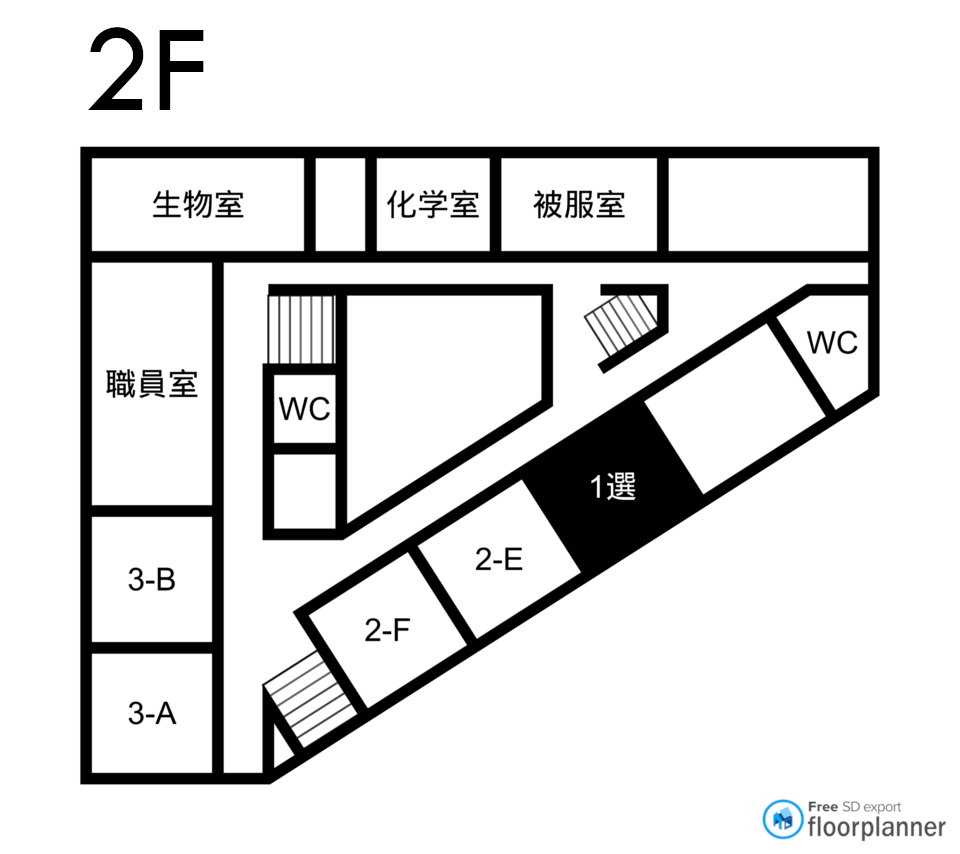 2F
生物室
化学室
被服室
職員室
WC
WC
1選
2-E
3-B
2-F
3-A
Free SD export
floorplanner